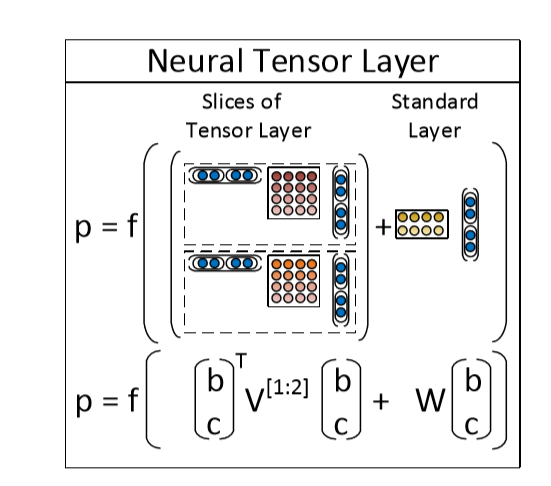 Neural Tensor Layer
Slices of Tensor Layer
Standard Layer
p = f
+
p = f ( [b c]^T V^[1:2] [b c] + W [b c] )